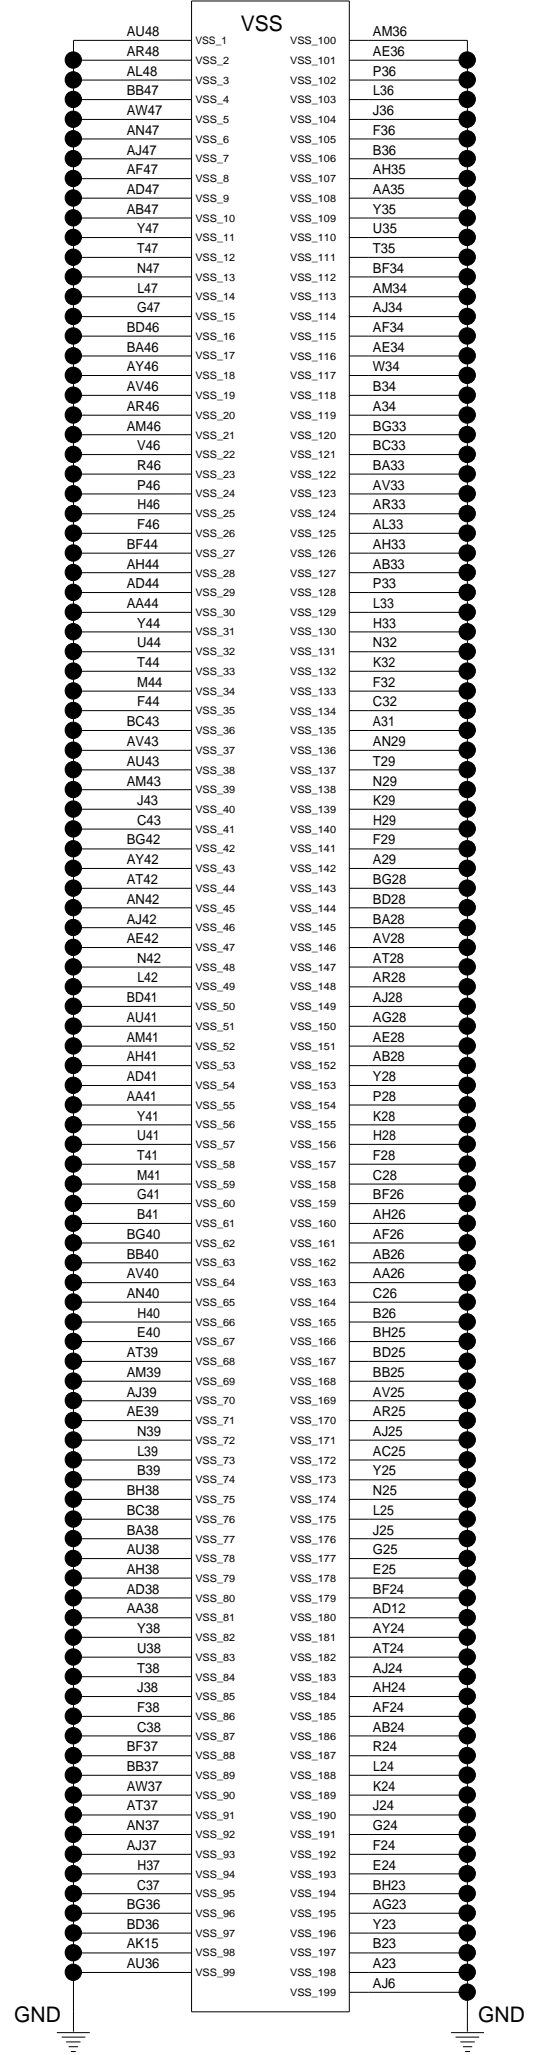 VSS
AU48 VSS_1 VSS_100 AM36
AR48 VSS_2 VSS_101 AE36
AL48 VSS_3 VSS_102 P36
BB47 VSS_4 VSS_103 L36
AW47 VSS_5 VSS_104 J36
AN47 VSS_6 VSS_105 F36
AJ47 VSS_7 VSS_106 B36
AF47 VSS_8 VSS_107 AH35
AD47 VSS_9 VSS_108 AA35
AB47 VSS_10 VSS_109 Y35
Y47 VSS_11 VSS_110 U35
T47 VSS_12 VSS_111 T35
N47 VSS_13 VSS_112 BF34
L47 VSS_14 VSS_113 AM34
G47 VSS_15 VSS_114 AJ34
BD46 VSS_16 VSS_115 AF34
BA46 VSS_17 VSS_116 AE34
AY46 VSS_18 VSS_117 W34
AV46 VSS_19 VSS_118 B34
AR46 VSS_20 VSS_119 A34
AM46 VSS_21 VSS_120 BG33
V46 VSS_22 VSS_121 BC33
R46 VSS_23 VSS_122 BA33
P46 VSS_24 VSS_123 AV33
H46 VSS_25 VSS_124 AR33
F46 VSS_26 VSS_125 AL33
BF44 VSS_27 VSS_126 AH33
AH44 VSS_28 VSS_127 AB33
AD44 VSS_29 VSS_128 P33
AA44 VSS_30 VSS_129 L33
Y44 VSS_31 VSS_130 H33
U44 VSS_32 VSS_131 N32
T44 VSS_33 VSS_132 K32
M44 VSS_34 VSS_133 F32
F44 VSS_35 VSS_134 C32
BC43 VSS_36 VSS_135 A31
AV43 VSS_37 VSS_136 AN29
AU43 VSS_38 VSS_137 T29
AM43 VSS_39 VSS_138 N29
J43 VSS_40 VSS_139 K29
C43 VSS_41 VSS_140 H29
BG42 VSS_42 VSS_141 F29
AY42 VSS_43 VSS_142 A29
AT42 VSS_44 VSS_143 BG28
AN42 VSS_45 VSS_144 BD28
AJ42 VSS_46 VSS_145 BA28
AE42 VSS_47 VSS_146 AV28
N42 VSS_48 VSS_147 AT28
L42 VSS_49 VSS_148 AR28
BD41 VSS_50 VSS_149 AJ28
AU41 VSS_51 VSS_150 AG28
AM41 VSS_52 VSS_151 AE28
AH41 VSS_53 VSS_152 AB28
AD41 VSS_54 VSS_153 Y28
AA41 VSS_55 VSS_154 P28
Y41 VSS_56 VSS_155 K28
U41 VSS_57 VSS_156 H28
T41 VSS_58 VSS_157 F28
M41 VSS_59 VSS_158 C28
G41 VSS_60 VSS_159 BF26
B41 VSS_61 VSS_160 AH26
BG40 VSS_62 VSS_161 AF26
BB40 VSS_63 VSS_162 AB26
AV40 VSS_64 VSS_163 AA26
AN40 VSS_65 VSS_164 C26
H40 VSS_66 VSS_165 B26
E40 VSS_67 VSS_166 BH25
AT39 VSS_68 VSS_167 BD25
AM39 VSS_69 VSS_168 BB25
AJ39 VSS_70 VSS_169 AV25
AE39 VSS_71 VSS_170 AR25
N39 VSS_72 VSS_171 AJ25
L39 VSS_73 VSS_172 AC25
B39 VSS_74 VSS_173 Y25
BH38 VSS_75 VSS_174 N25
BC38 VSS_76 VSS_175 L25
BA38 VSS_77 VSS_176 J25
AU38 VSS_78 VSS_177 G25
AH38 VSS_79 VSS_178 E25
AD38 VSS_80 VSS_179 BF24
AA38 VSS_81 VSS_180 AD12
Y38 VSS_82 VSS_181 AY24
U38 VSS_83 VSS_182 AT24
T38 VSS_84 VSS_183 AJ24
J38 VSS_85 VSS_184 AH24
F38 VSS_86 VSS_185 AF24
C38 VSS_87 VSS_186 AB24
BF37 VSS_88 VSS_187 R24
BB37 VSS_89 VSS_188 L24
AW37 VSS_90 VSS_189 K24
AT37 VSS_91 VSS_190 J24
AN37 VSS_92 VSS_191 G24
AJ37 VSS_93 VSS_192 F24
H37 VSS_94 VSS_193 E24
C37 VSS_95 VSS_194 BH23
BG36 VSS_96 VSS_195 AG23
BD36 VSS_97 VSS_196 Y23
AK15 VSS_98 VSS_197 B23
AU36 VSS_99 VSS_198 A23
VSS_199 AJ6
GND GND